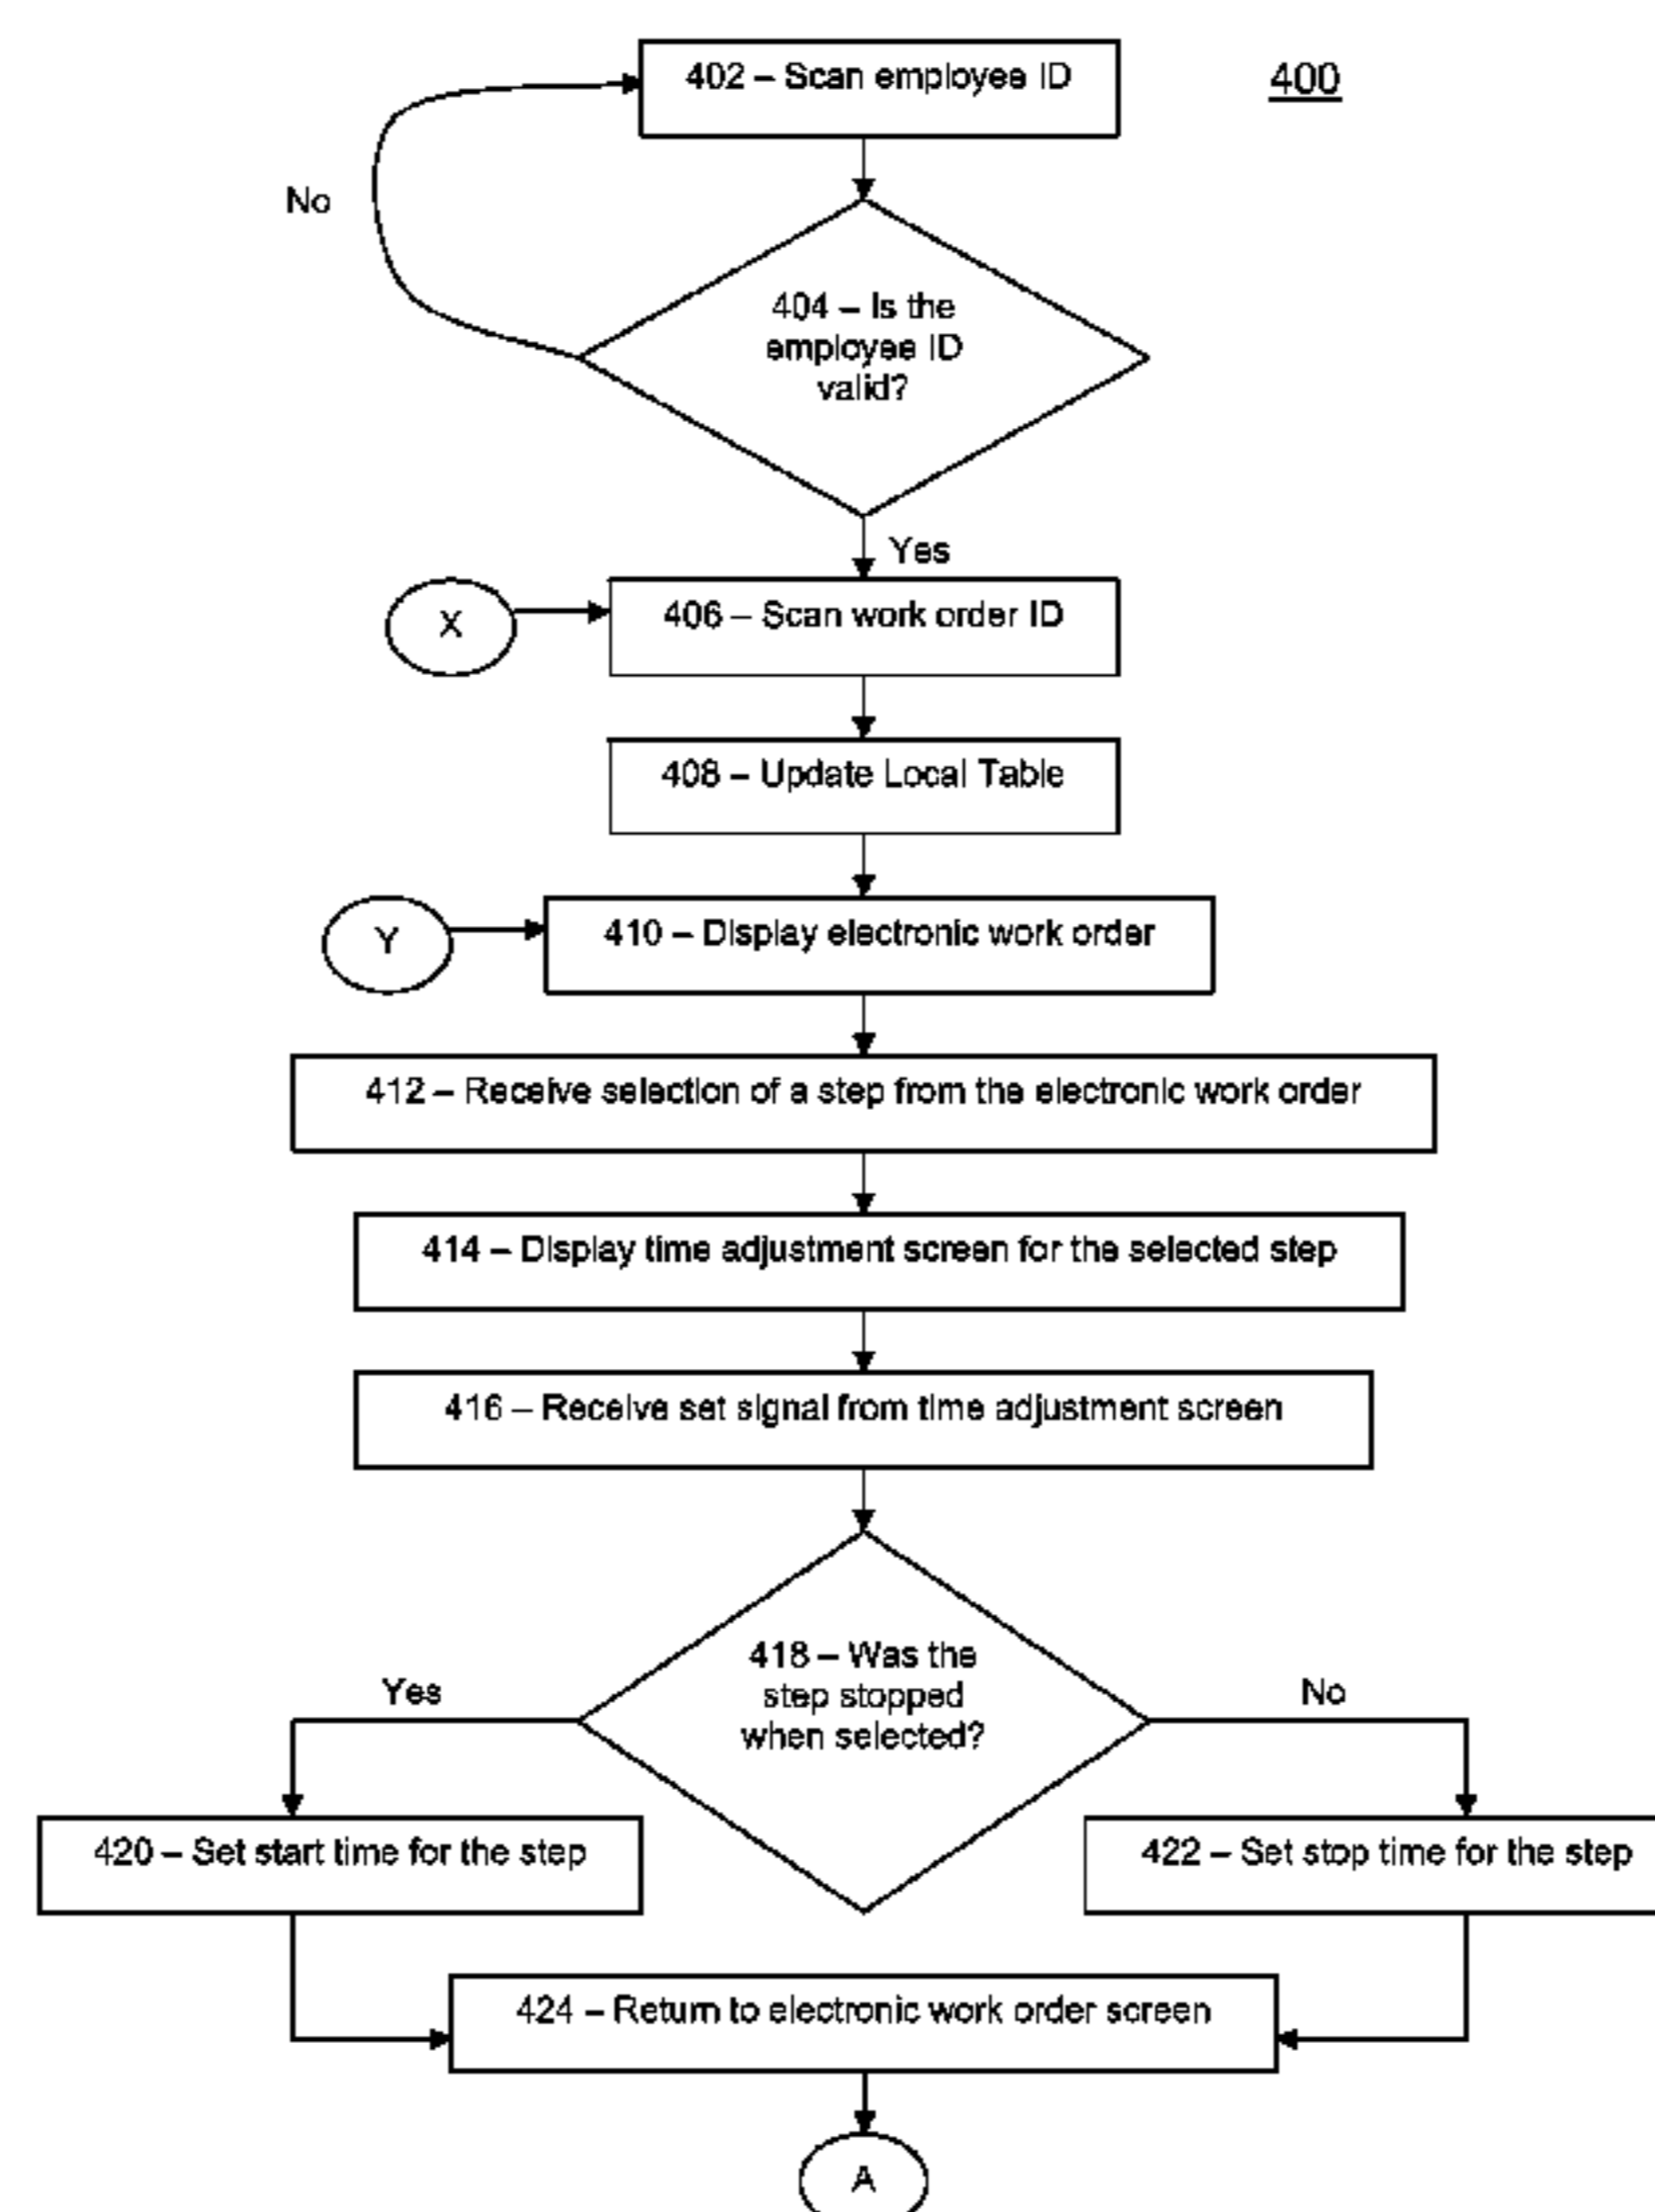 402 – Scan employee ID
400
No
404 – Is the
employee ID
valid?
Yes
X
406 – Scan work order ID
408 – Update Local Table
Y
410 – Display electronic work order
412 – Receive selection of a step from the electronic work order
414 – Display time adjustment screen for the selected step
416 – Receive set signal from time adjustment screen
418 – Was the
step stopped
when selected?
Yes
No
420 – Set start time for the step
422 – Set stop time for the step
424 – Return to electronic work order screen
A